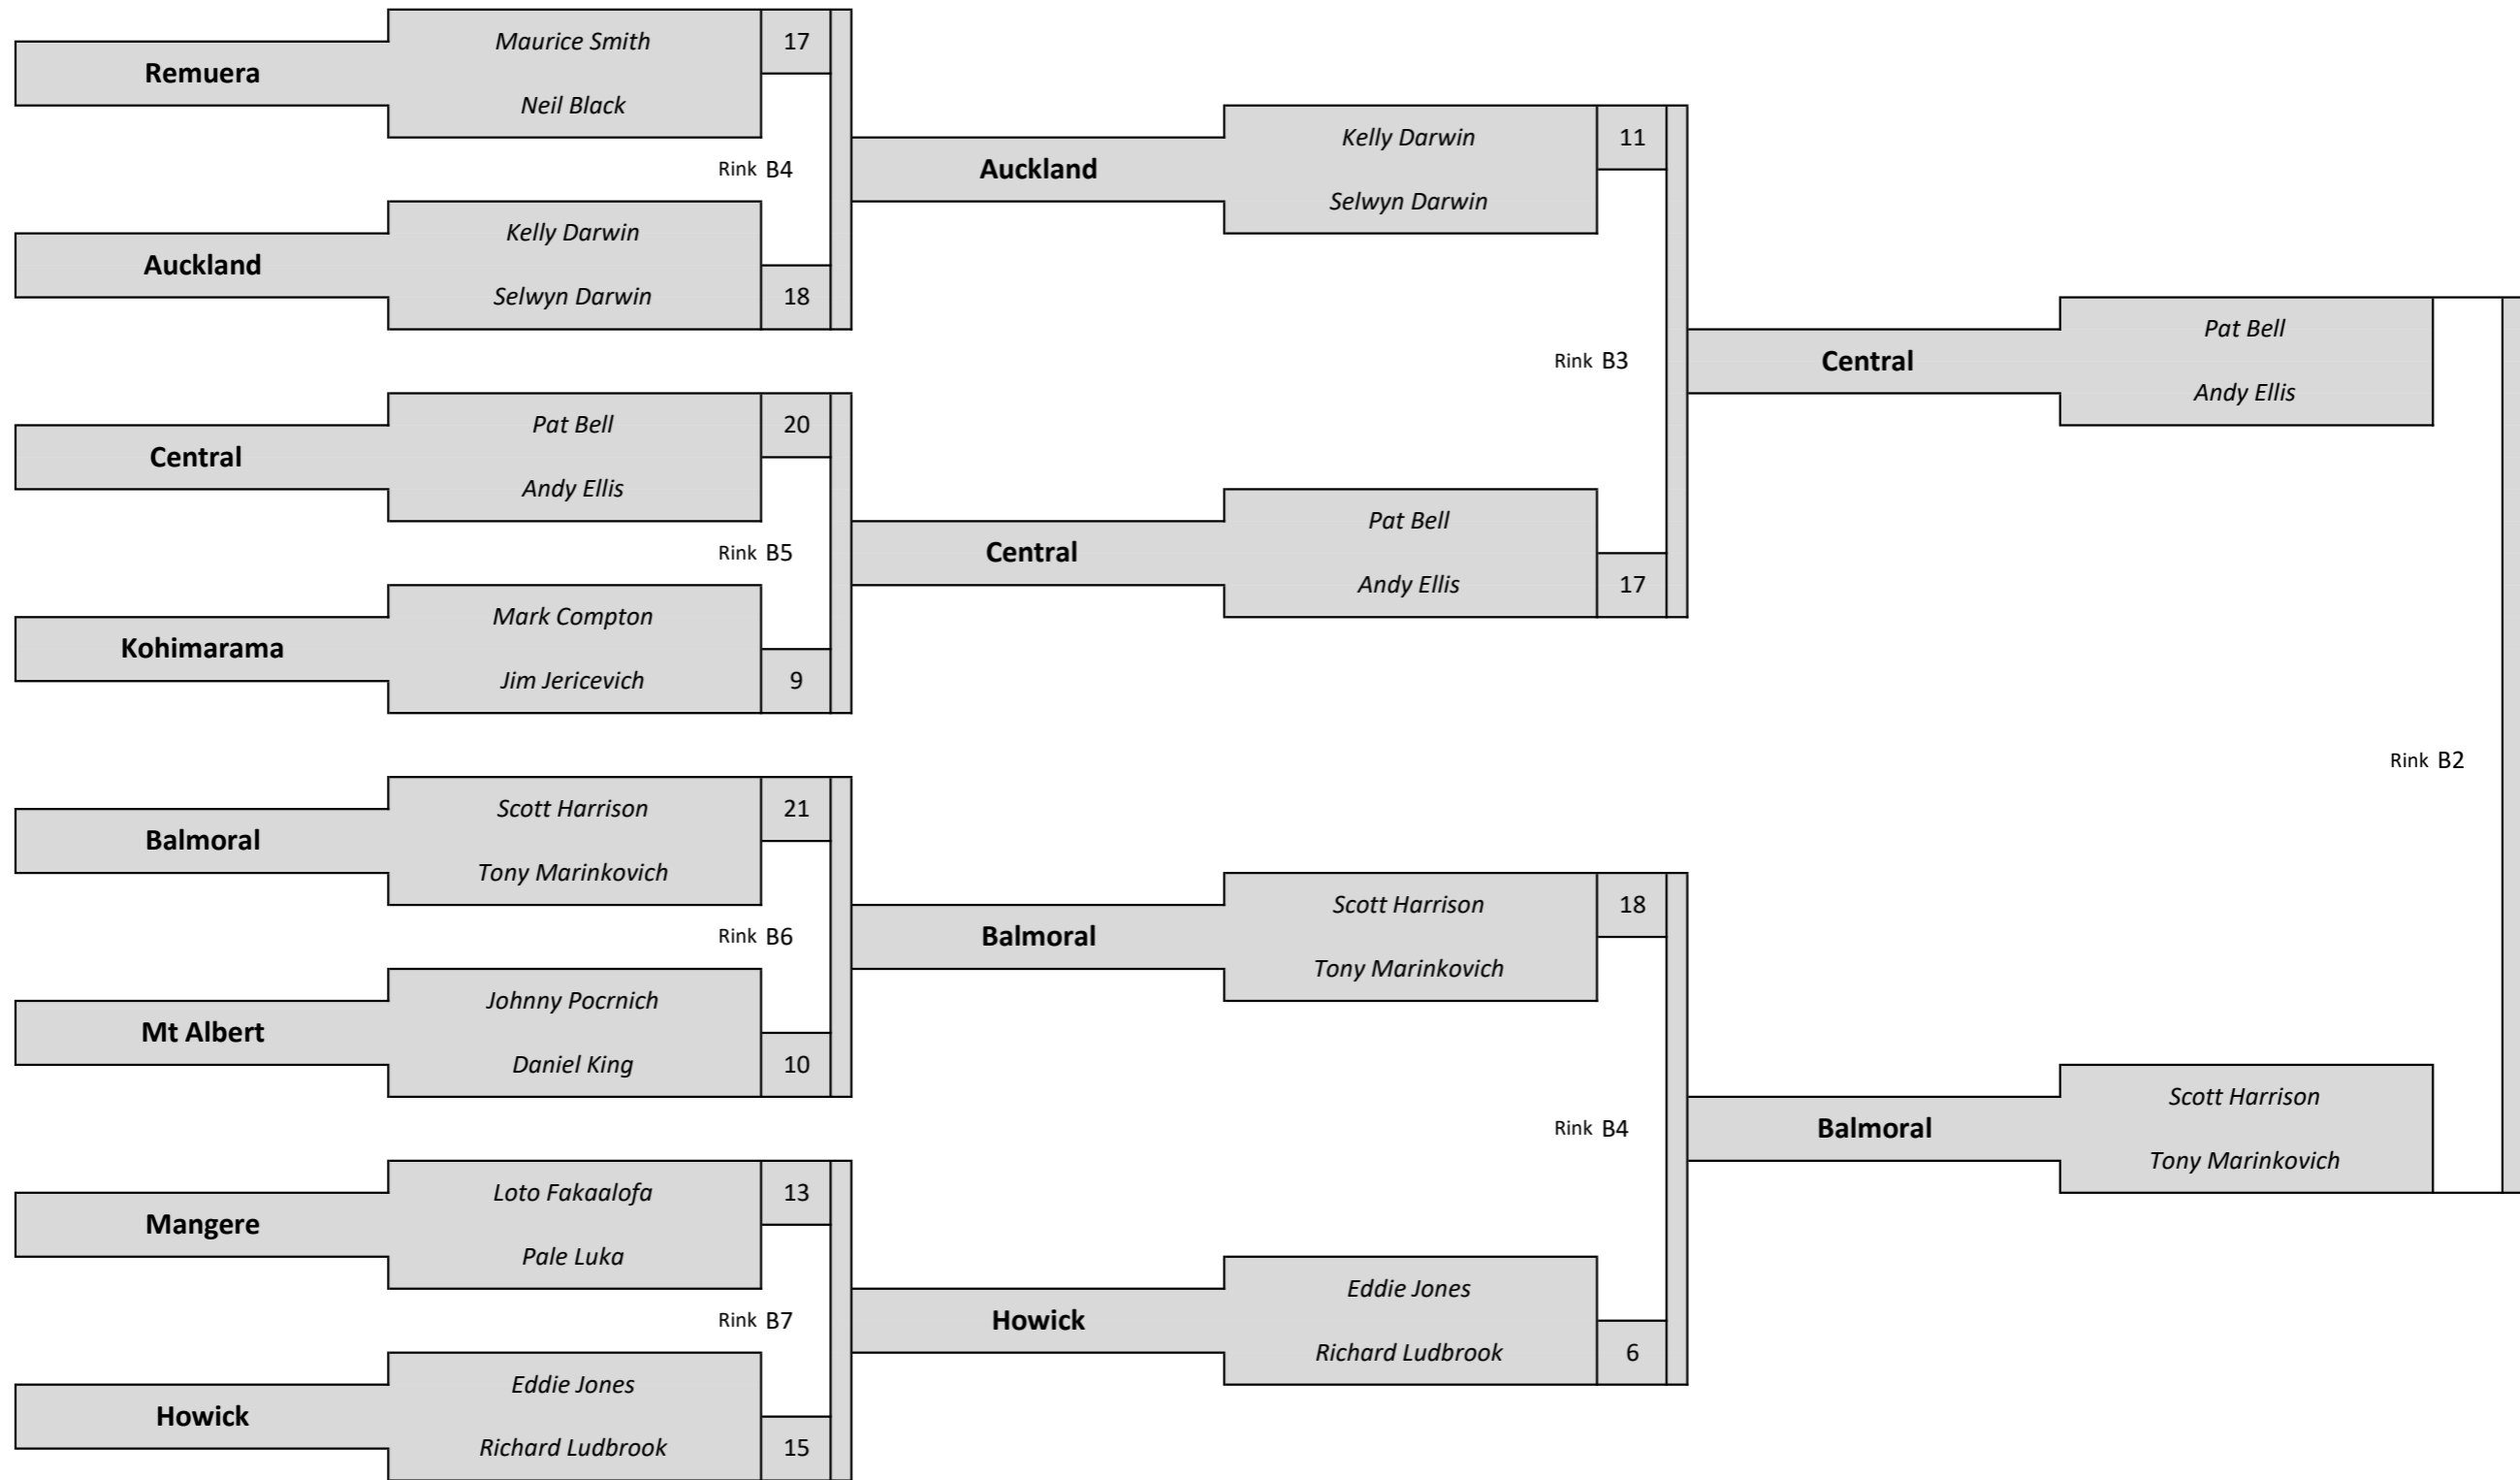 Maurice Smith 17
Remuera
Neil Black
Rink B4
Kelly Darwin
Auckland
Selwyn Darwin 18
Pat Bell 20
Central
Andy Ellis
Rink B5
Mark Compton
Kohimarama
Jim Jericevich 9
Scott Harrison 21
Balmoral
Tony Marinkovich
Rink B6
Johnny Pocrnich
Mt Albert
Daniel King 10
Loto Fakaalofa 13
Mangere
Pale Luka
Rink B7
Eddie Jones
Howick
Richard Ludbrook 15
Kelly Darwin 11
Auckland
Selwyn Darwin
Rink B3
Pat Bell
Central
Andy Ellis 17
Scott Harrison 18
Balmoral
Tony Marinkovich
Rink B4
Eddie Jones
Howick
Richard Ludbrook 6
Pat Bell
Central
Andy Ellis
Rink B2
Scott Harrison
Balmoral
Tony Marinkovich